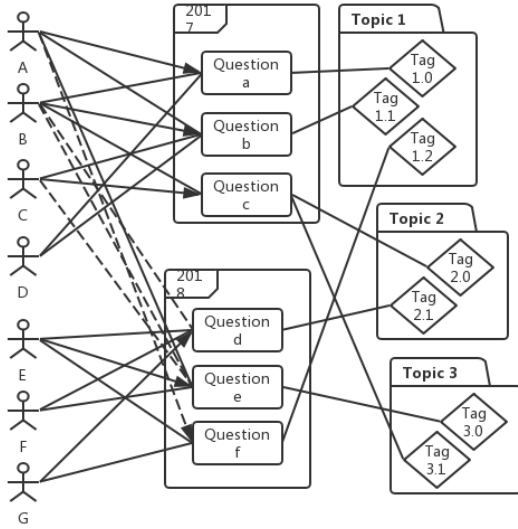 A
B
C
D
E
F
G
201
7
Question
a
Question
b
Question
c
201
8
Question
d
Question
e
Question
f
Topic 1
Tag
1.0
Tag
1.1
Tag
1.2
Topic 2
Tag
2.0
Tag
2.1
Topic 3
Tag
3.0
Tag
3.1